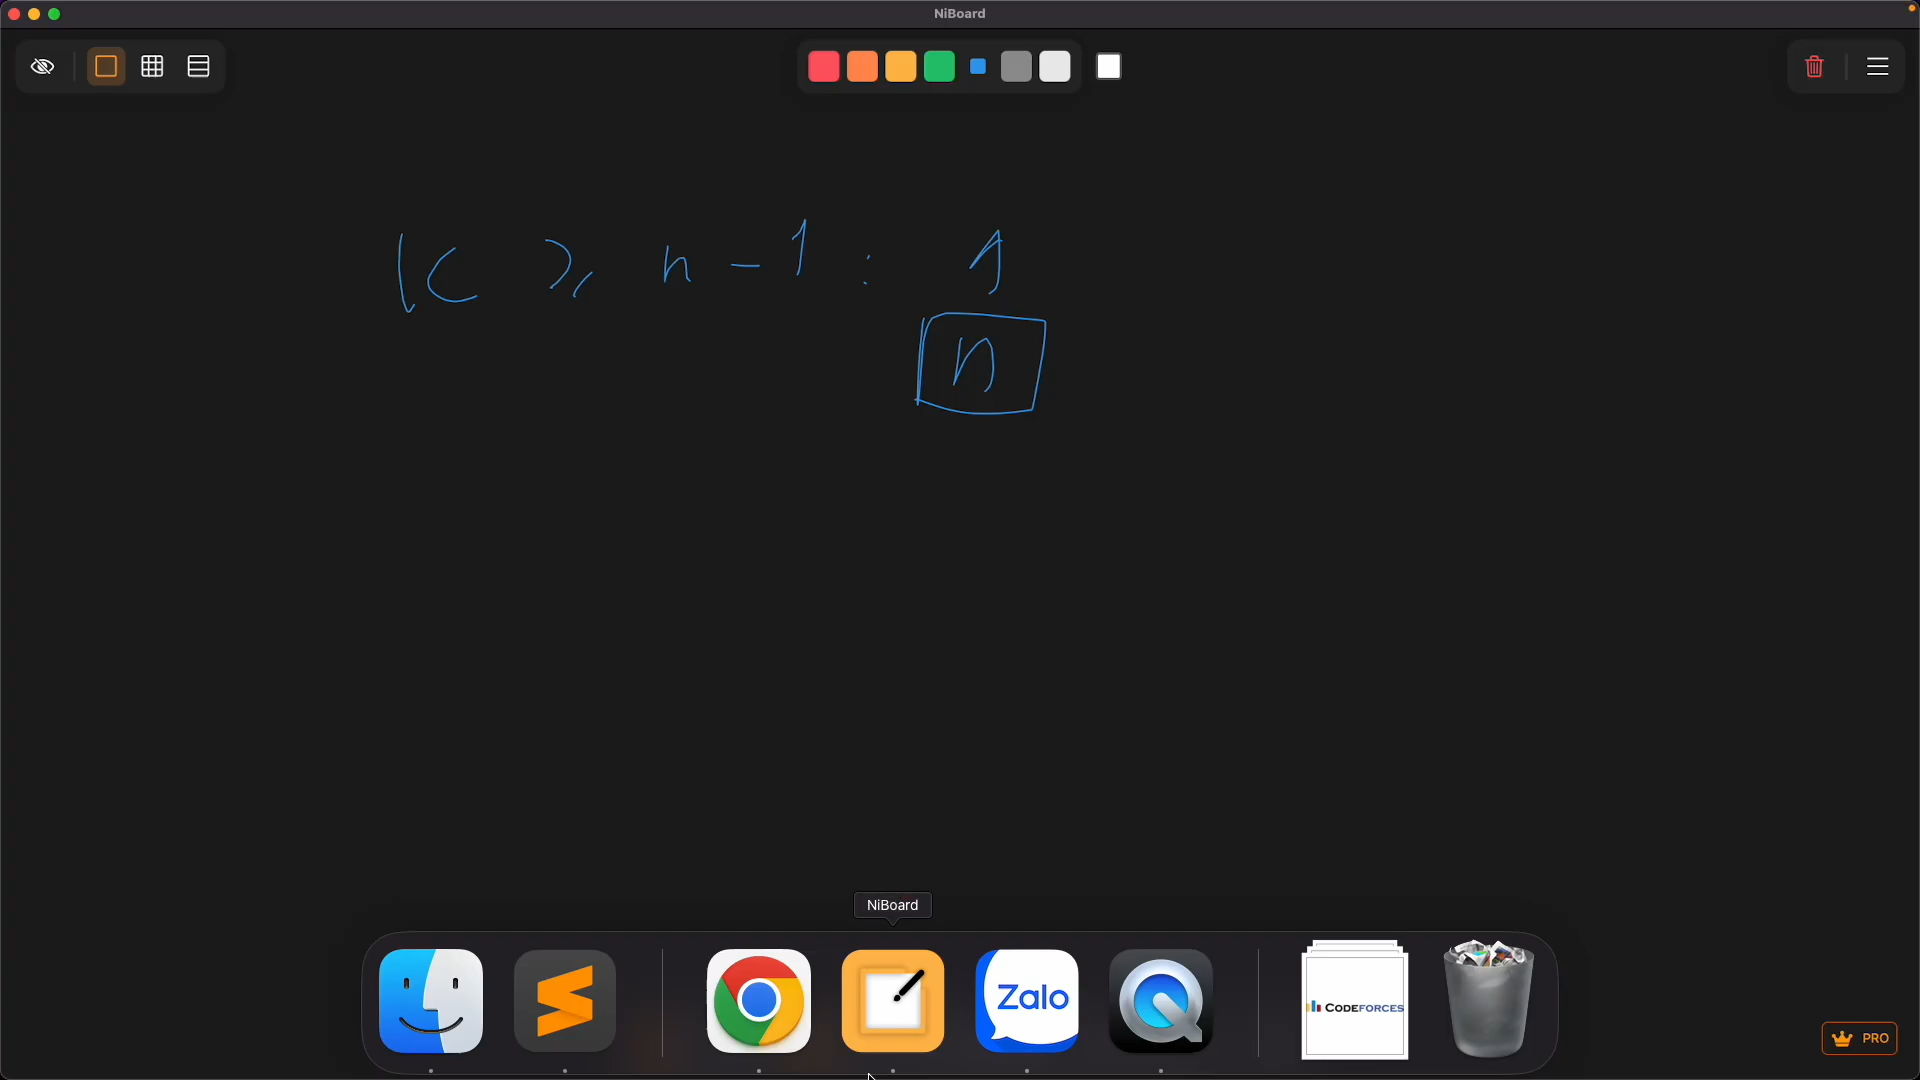 NiBoard
k ≥ n - 1 : 1
n
NiBoard
Zalo
CODEFORCES
PRO